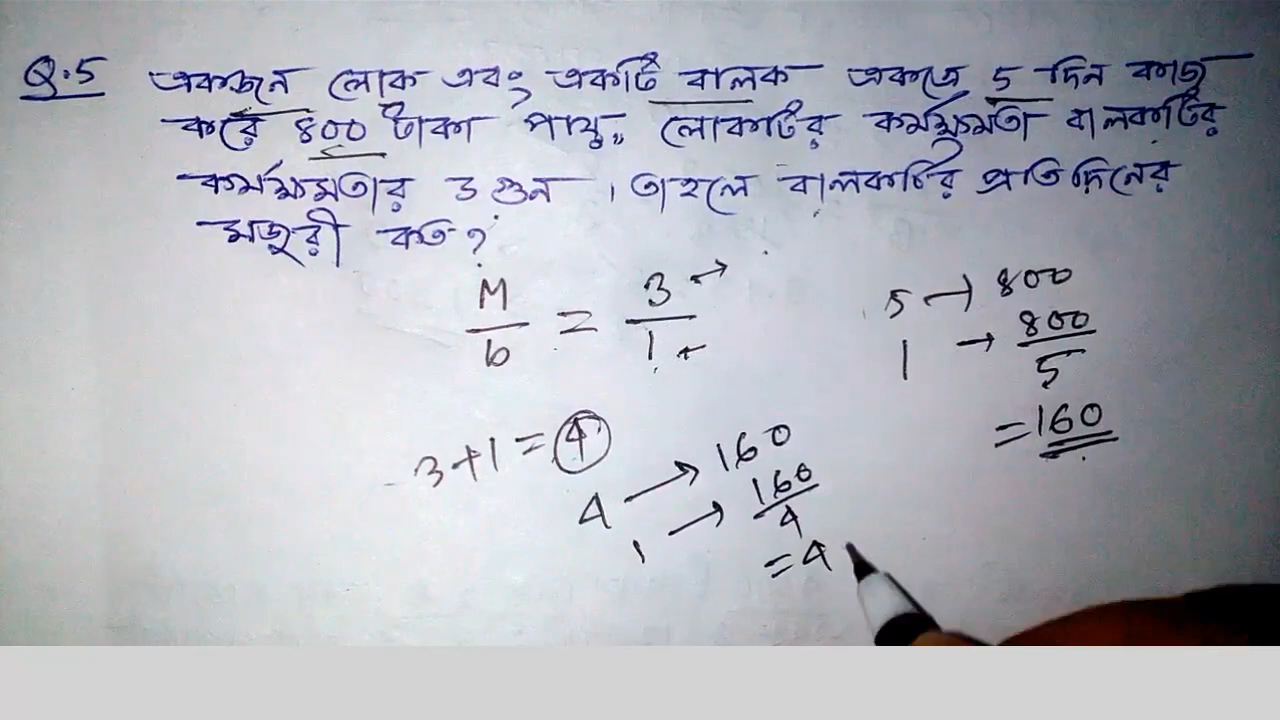 Q.5 একজন লোক এবং একটি বালক একত্রে 5 দিন কাজ
করে 800 টাকা পায়। লোকটির কর্মক্ষমতা বালকটির
কর্মক্ষমতার 3 গুন । তাহলে বালকটির প্রতিদিনের
মজুরী কত?
M/b = 3/1
5 → 800
1 → 800/5
= 160
3+1 = 4
4 → 160
1 → 160/4
= 4